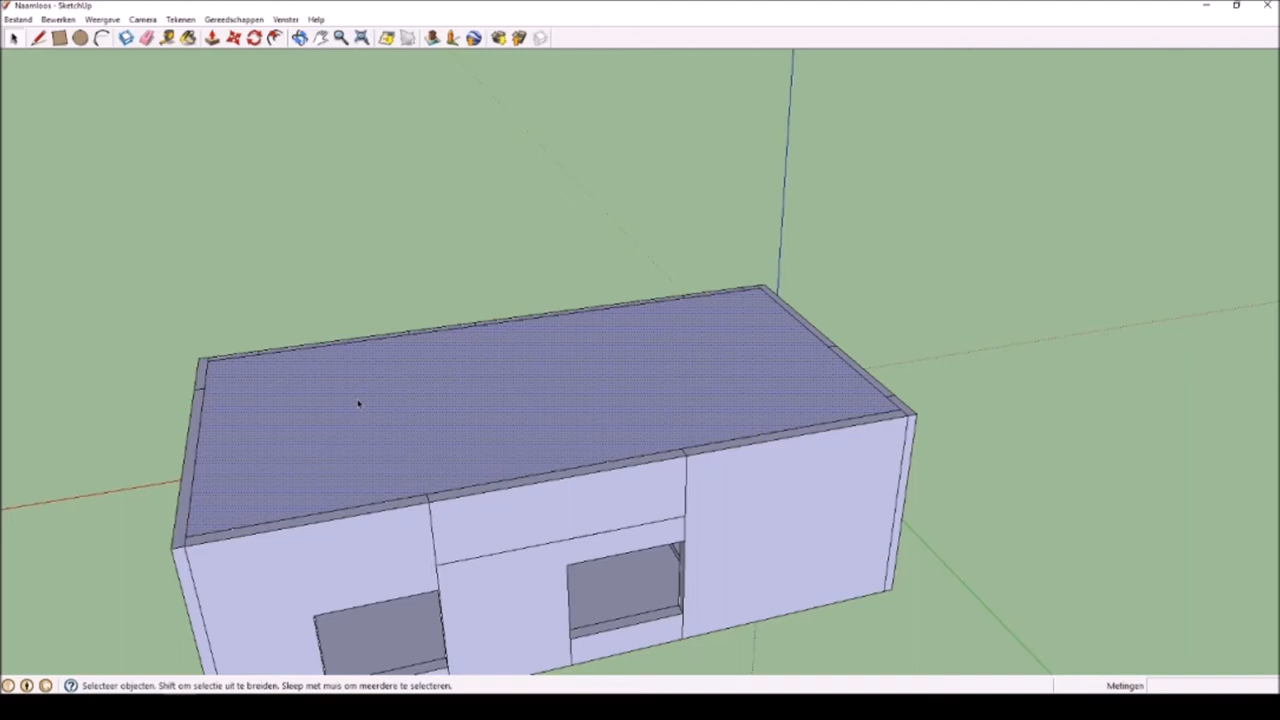 Naamloos - SketchUp
Bestand Bewerken Weergave Camera Tekenen Gereedschappen Venster Help
Selecteer objecten. Shift om selectie uit te breiden. Sleep met muis om meerdere te selecteren. Metingen